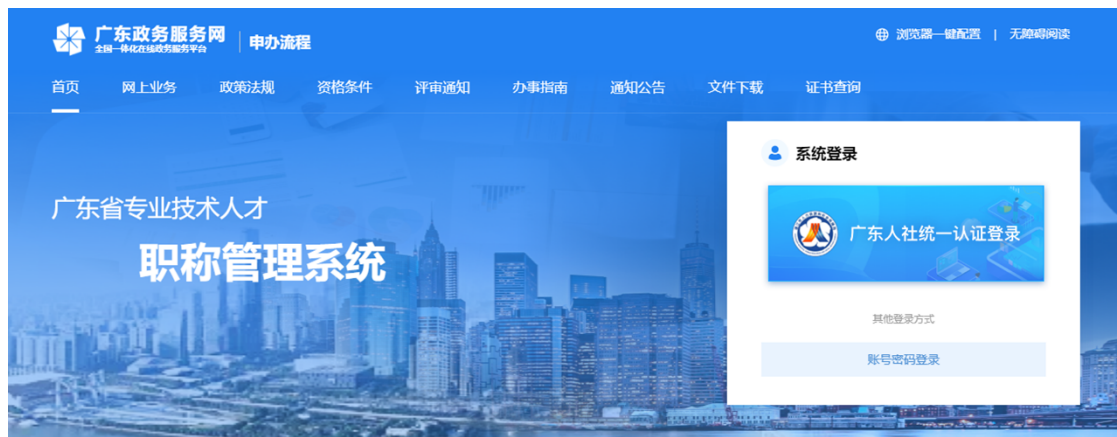 广东政务服务网
全国一体化在线政务服务平台
申办流程
浏览器一键配置 | 无障碍阅读
首页 网上业务 政策法规 资格条件 评审通知 办事指南 通知公告 文件下载 证书查询
广东省专业技术人才
职称管理系统
系统登录
广东人社统一认证登录
其他登录方式
账号密码登录